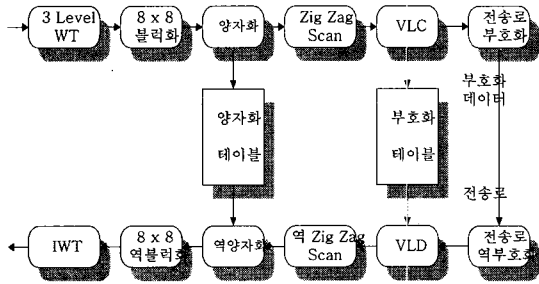 3 Level
WT
8 x 8
블럭화
양자화
Zig Zag
Scan
VLC
전송로
부호화
양자화
테이블
부호화
테이블
부호화
데이터
전송로
IWT
8 x 8
역블럭화
역양자화
역 Zig Zag
Scan
VLD
전송로
역부호화